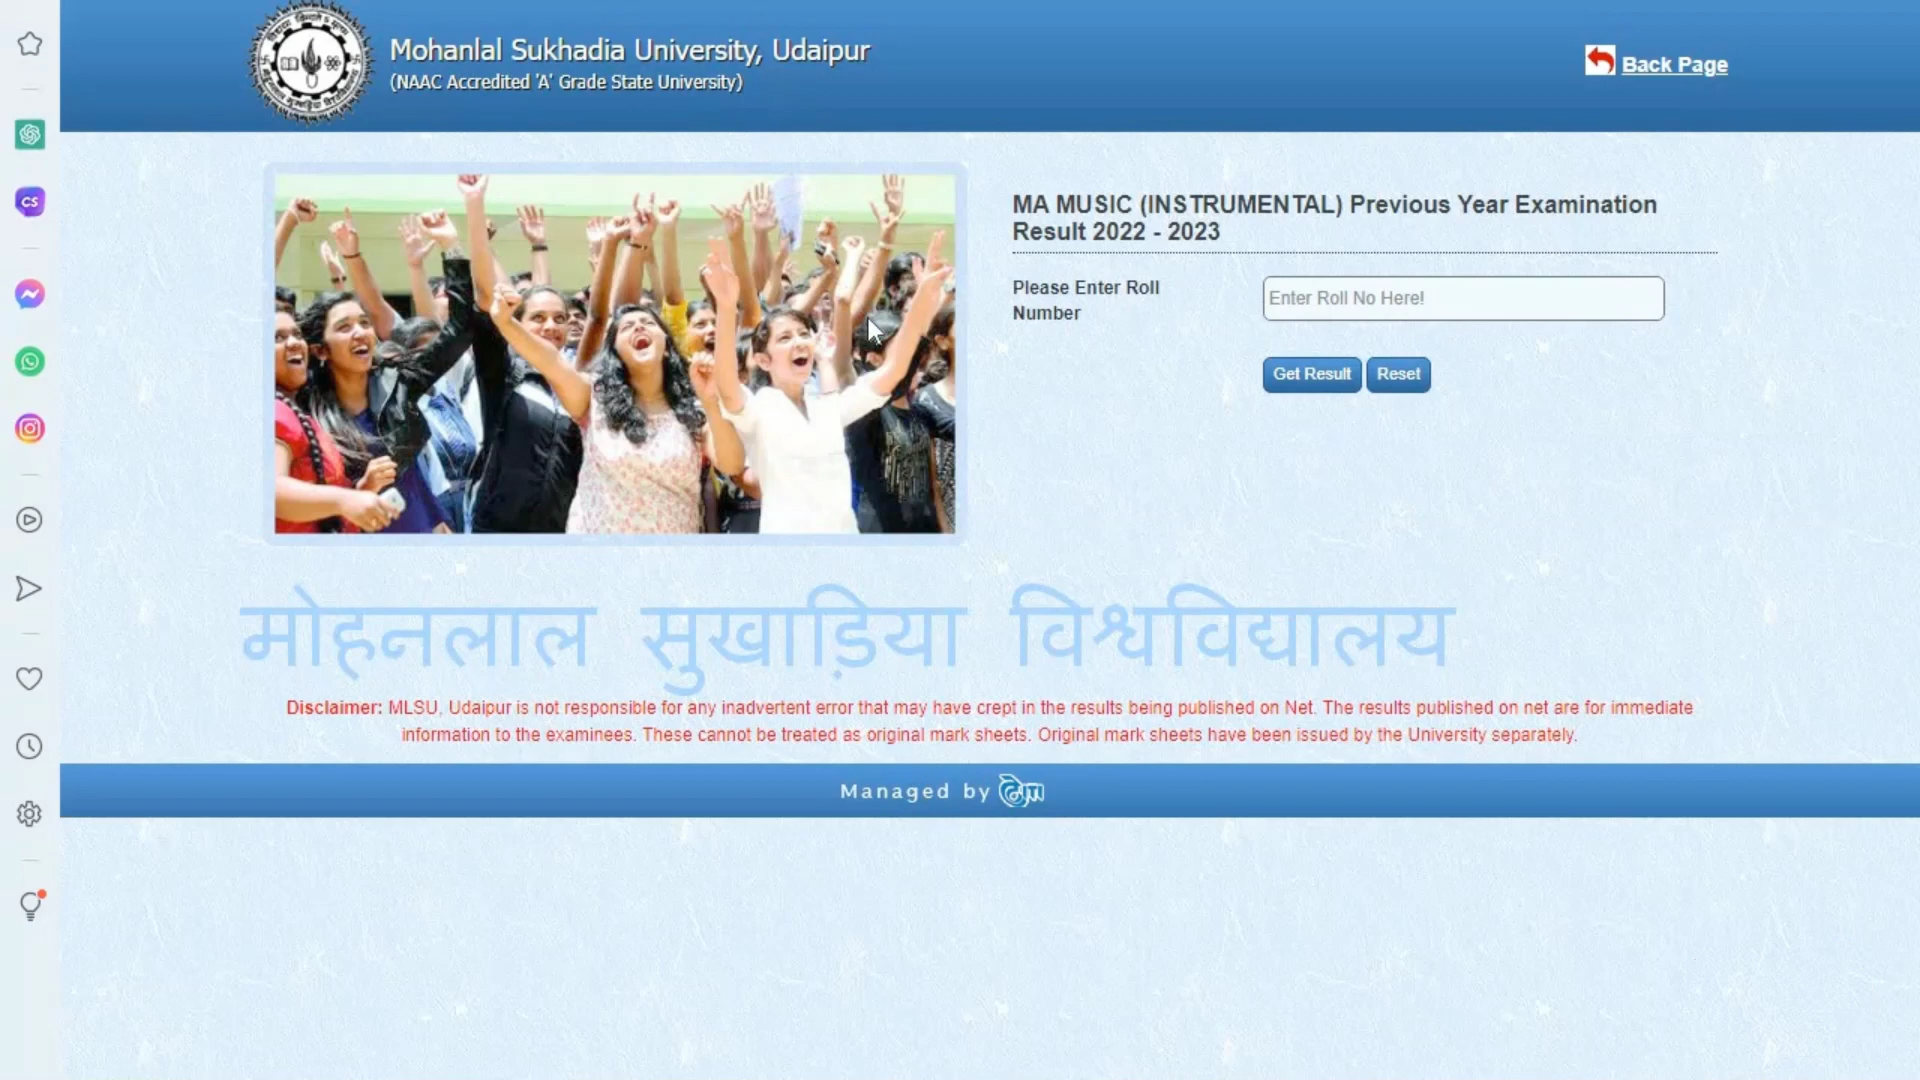 Mohanlal Sukhadia University, Udaipur
(NAAC Accredited 'A' Grade State University)
Back Page
CS
MA MUSIC (INSTRUMENTAL) Previous Year Examination
Result 2022 - 2023
Please Enter Roll
Number
Enter Roll No Here!
Get Result
Reset
मोहनलाल सुखाड़िया विश्वविद्यालय
Disclaimer: MLSU, Udaipur is not responsible for any inadvertent error that may have crept in the results being published on Net. The results published on net are for immediate
information to the examinees. These cannot be treated as original mark sheets. Original mark sheets have been issued by the University separately.
Managed by